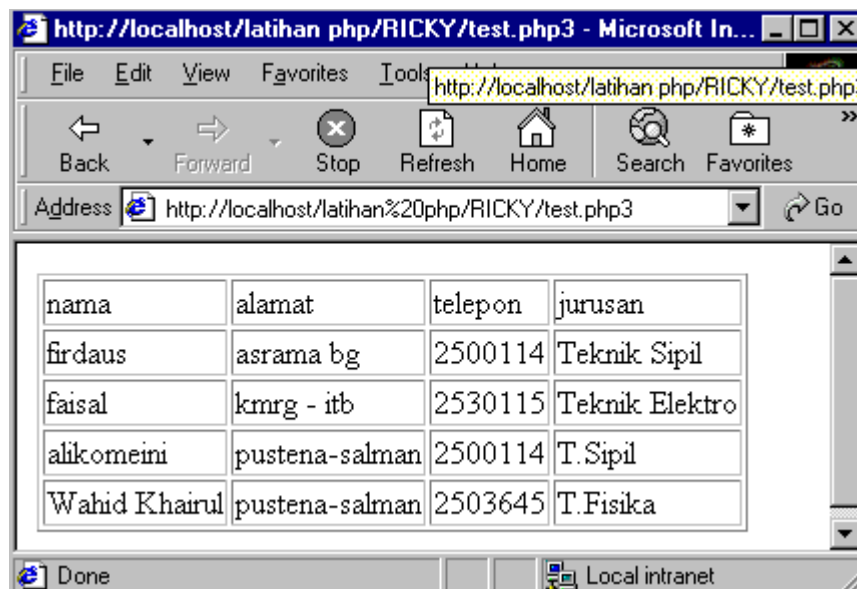 http://localhost/latihan php/RICKY/test.php3 - Microsoft In...
File Edit View Favorites Tools
http://localhost/latihan php/RICKY/test.php
Back Forward Stop Refresh Home Search Favorites »
Address http://localhost/latihan%20php/RICKY/test.php3 Go
nama alamat telepon jurusan
firdaus asrama bg 2500114 Teknik Sipil
faisal kmrg - itb 2530115 Teknik Elektro
alikomeini pustena-salman 2500114 T.Sipil
Wahid Khairul pustena-salman 2503645 T.Fisika
Done Local intranet